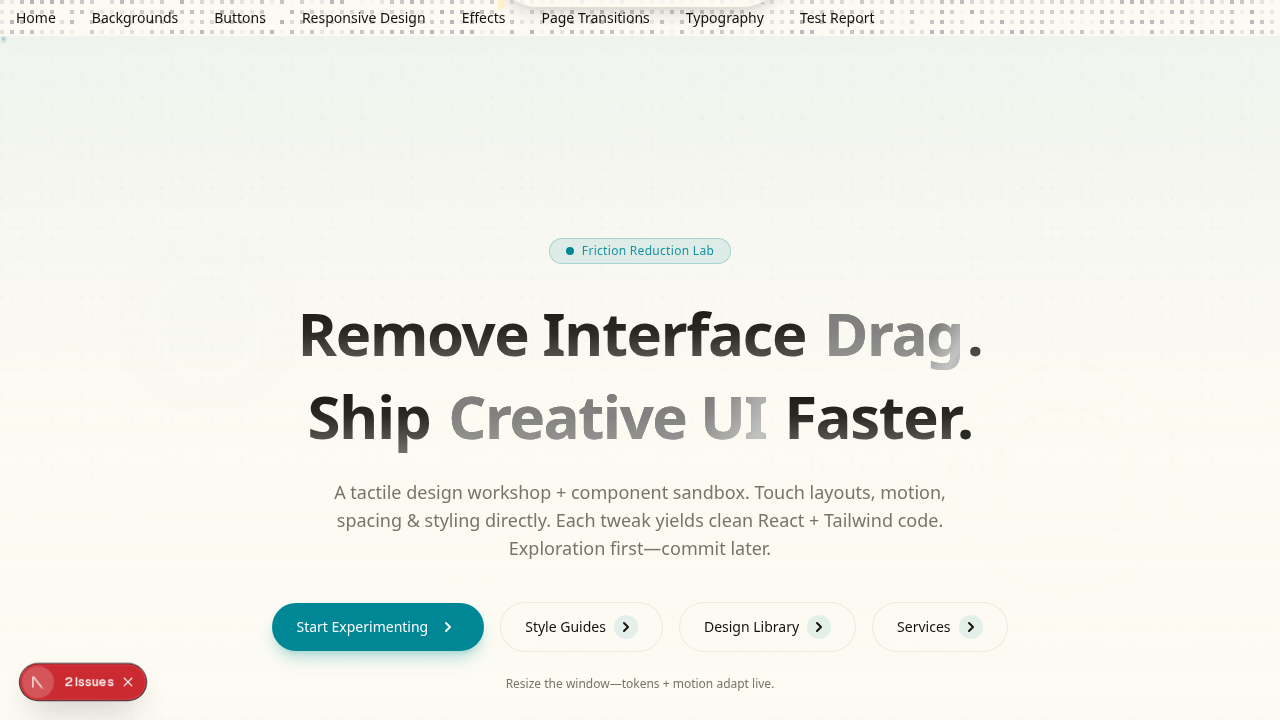 Home Backgrounds Buttons Responsive Design Effects Page Transitions Typography Test Report
Friction Reduction Lab
Remove Interface Drag.
Ship Creative UI Faster.
A tactile design workshop + component sandbox. Touch layouts, motion,
spacing & styling directly. Each tweak yields clean React + Tailwind code.
Exploration first—commit later.
Start Experimenting Style Guides Design Library Services
2 Issues
Resize the window—tokens + motion adapt live.